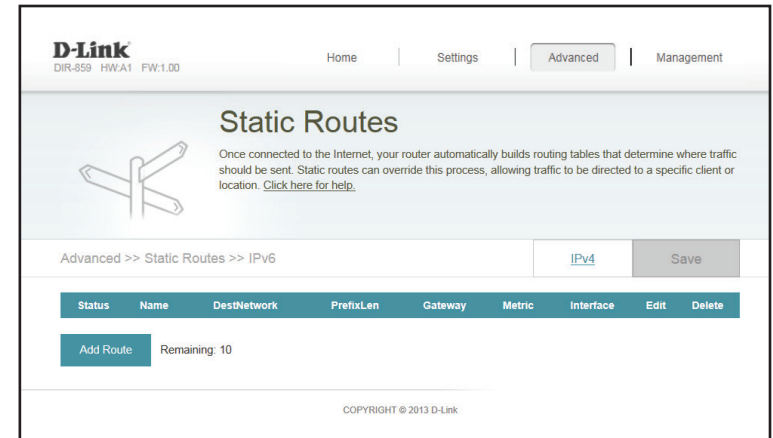 D-Link
DIR-859 HW:A1 FW:1.00
Home Settings Advanced Management
Static Routes
Once connected to the Internet, your router automatically builds routing tables that determine where traffic
should be sent. Static routes can override this process, allowing traffic to be directed to a specific client or
location. Click here for help.
Advanced >> Static Routes >> IPv6 IPv4 Save
Status Name DestNetwork PrefixLen Gateway Metric Interface Edit Delete
Add Route Remaining: 10
COPYRIGHT © 2013 D-Link